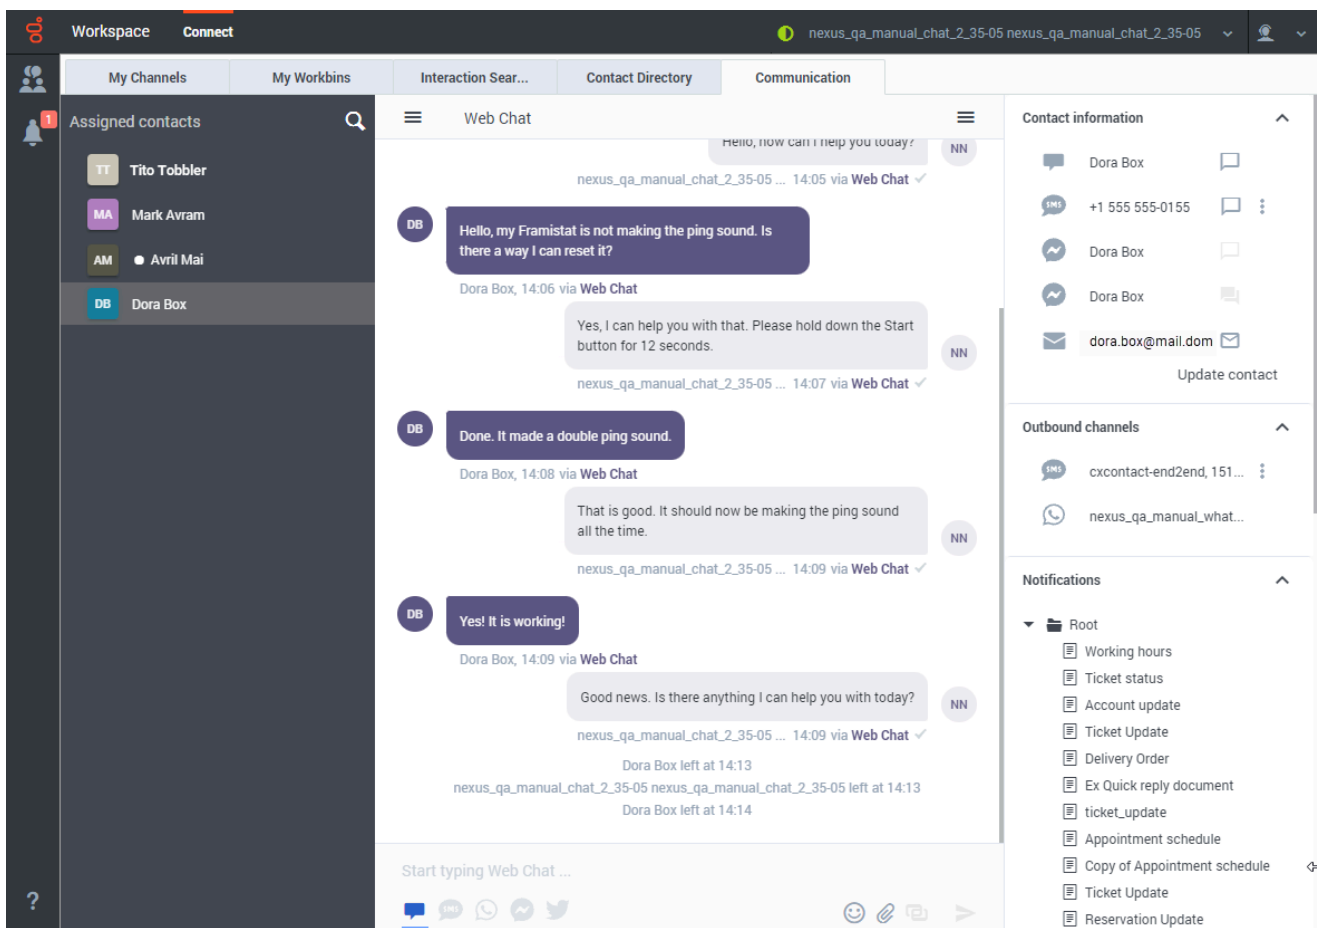 Workspace
Connect
nexus_qa_manual_chat_2_35-05 nexus_qa_manual_chat_2_35-05
My Channels
My Workbins
Interaction Sear...
Contact Directory
Communication
1
Assigned contacts
TT
Tito Tobbler
MA
Mark Avram
AM
Avril Mai
DB
Dora Box
?
Web Chat
Hello, how can I help you today?
NN
nexus_qa_manual_chat_2_35-05 ... 14:05 via Web Chat
DB
Hello, my Framistat is not making the ping sound. Is
there a way I can reset it?
Dora Box, 14:06 via Web Chat
Yes, I can help you with that. Please hold down the Start
button for 12 seconds.
NN
nexus_qa_manual_chat_2_35-05 ... 14:07 via Web Chat
DB
Done. It made a double ping sound.
Dora Box, 14:08 via Web Chat
That is good. It should now be making the ping sound
all the time.
NN
nexus_qa_manual_chat_2_35-05 ... 14:09 via Web Chat
DB
Yes! It is working!
Dora Box, 14:09 via Web Chat
Good news. Is there anything I can help you with today?
NN
nexus_qa_manual_chat_2_35-05 ... 14:09 via Web Chat
Dora Box left at 14:13
nexus_qa_manual_chat_2_35-05 nexus_qa_manual_chat_2_35-05 left at 14:13
Dora Box left at 14:14
Start typing Web Chat ...
SMS
Contact information
Dora Box
SMS
+1 555 555-0155
Dora Box
Dora Box
dora.box@mail.dom
Update contact
Outbound channels
SMS
cxcontact-end2end, 151...
nexus_qa_manual_what...
Notifications
Root
Working hours
Ticket status
Account update
Ticket Update
Delivery Order
Ex Quick reply document
ticket_update
Appointment schedule
Copy of Appointment schedule
Ticket Update
Reservation Update